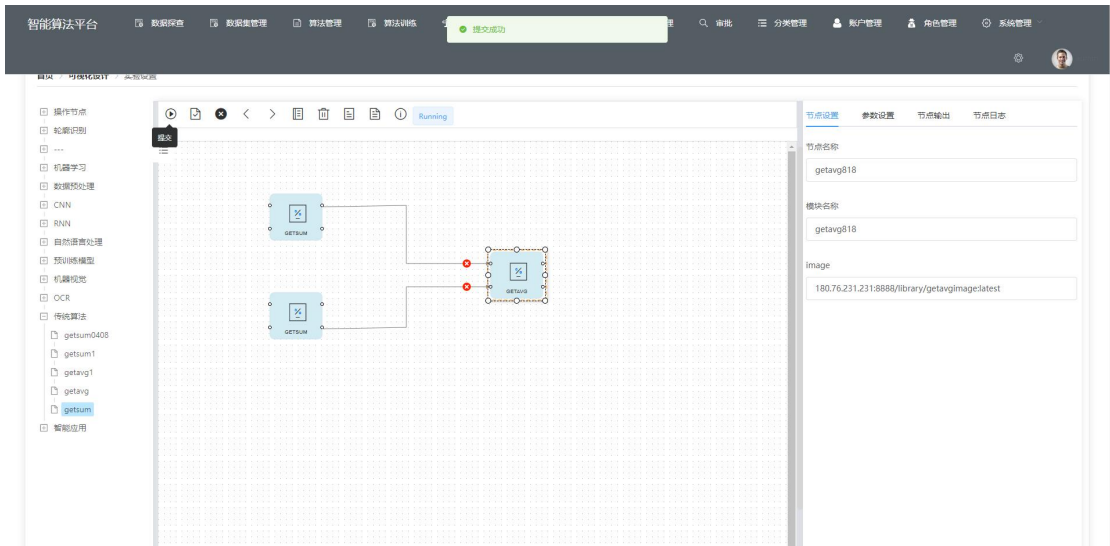 智能算法平台 数据探查 数据集管理 算法管理 算法训练 提交成功 理 审批 分类管理 账户管理 角色管理 系统管理
首页 / 可视化设计 / 实验设置
操作节点
轮廓识别
---
机器学习
数据预处理
CNN
RNN
自然语言处理
预训练模型
机器视觉
OCR
传统算法
getsum0408
getsum1
getavg1
getavg
getsum
智能应用
Running
提交
GETSUM
GETAVG
GETSUM
节点设置 参数设置 节点输出 节点日志
节点名称
getavg818
模块名称
getavg818
image
180.76.231.231:8888/library/getavgimage:latest